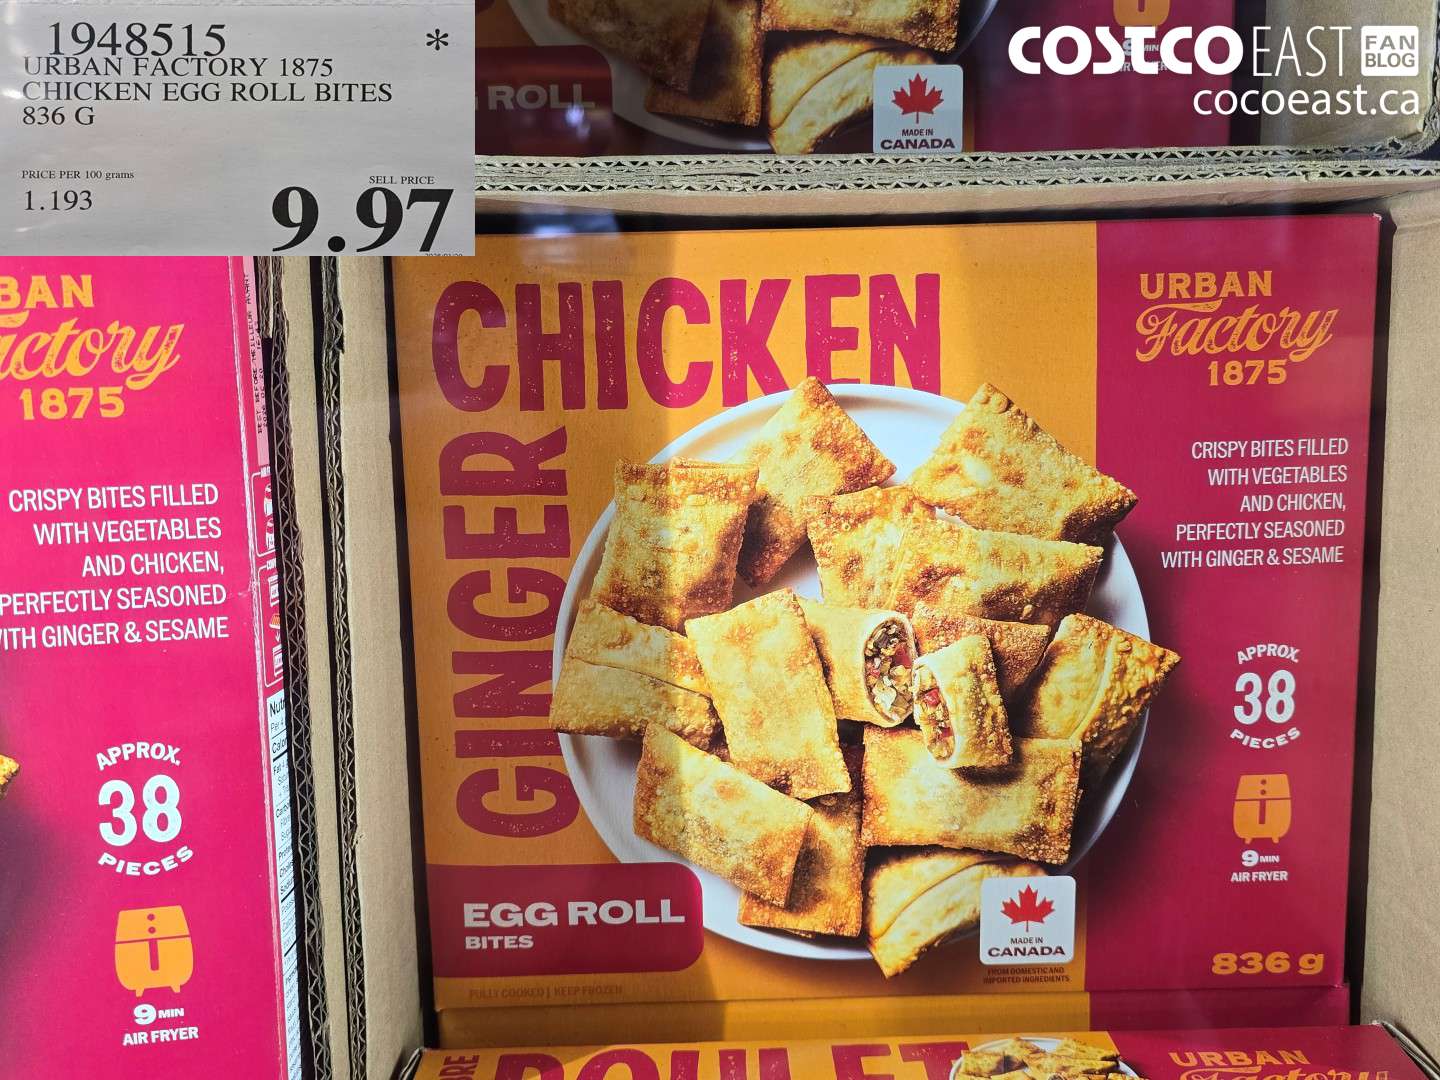 1948515 *
URBAN FACTORY 1875
CHICKEN EGG ROLL BITES
836 G
PRICE PER 100 grams
1.193
SELL PRICE
9.97
COSTCO EAST FAN BLOG
cocoeast.ca
ROLL
MADE IN
CANADA
BAN
actory
1875
CRISPY BITES FILLED
WITH VEGETABLES
AND CHICKEN,
PERFECTLY SEASONED
ITH GINGER & SESAME
APPROX.
38
PIECES
9 MIN
AIR FRYER
CHICKEN
GINGER
EGG ROLL
BITES
FULLY COOKED | KEEP FROZEN
URBAN
Factory
1875
CRISPY BITES FILLED
WITH VEGETABLES
AND CHICKEN,
PERFECTLY SEASONED
WITH GINGER & SESAME
APPROX.
38
PIECES
9 MIN
AIR FRYER
MADE IN
CANADA
FROM DOMESTIC AND
IMPORTED INGREDIENTS
836 g
POULET
URBAN
Factory